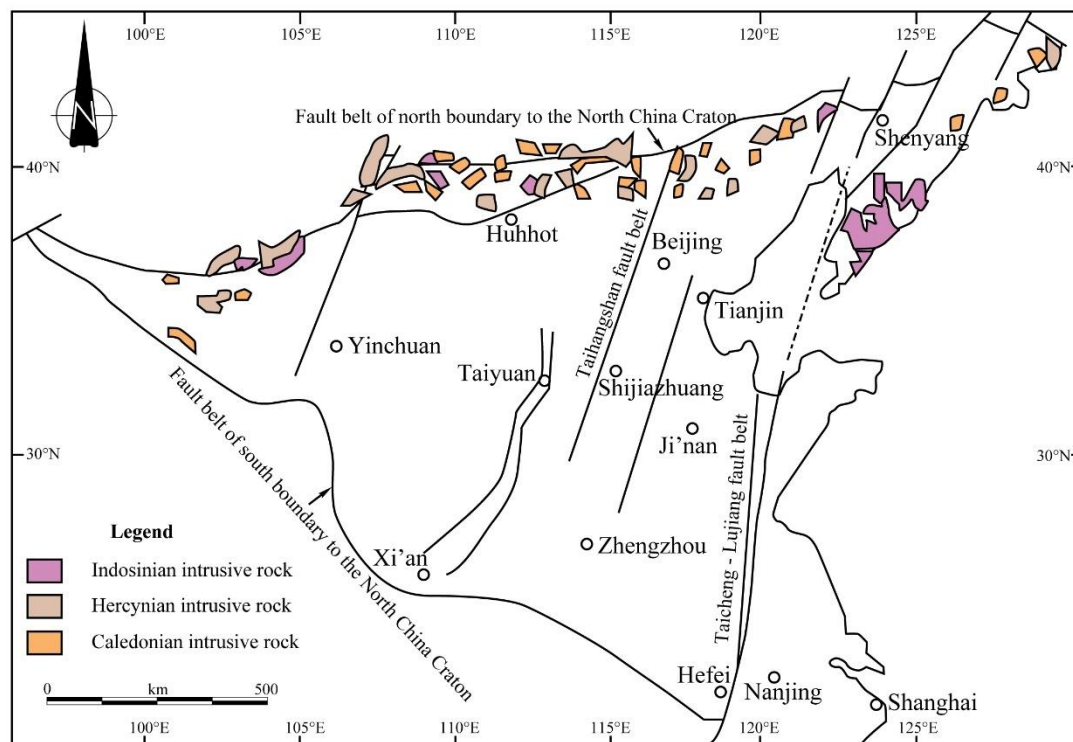 100°E 105°E 110°E 115°E 120°E 125°E
N
Fault belt of north boundary to the North China Craton
Shenyang
40°N 40°N
Huhhot
Taihangshan fault belt
Beijing
Tianjin
Yinchuan
Taiyuan
Shijiazhuang
Fault belt of south boundary to the North China Craton
Ji'nan
30°N 30°N
Taicheng - Lujiang fault belt
Legend
Zhengzhou
Xi'an
Indosinian intrusive rock
Hercynian intrusive rock
Caledonian intrusive rock
0 km 500
Hefei
Nanjing
Shanghai
100°E 105°E 110°E 115°E 120°E 125°E